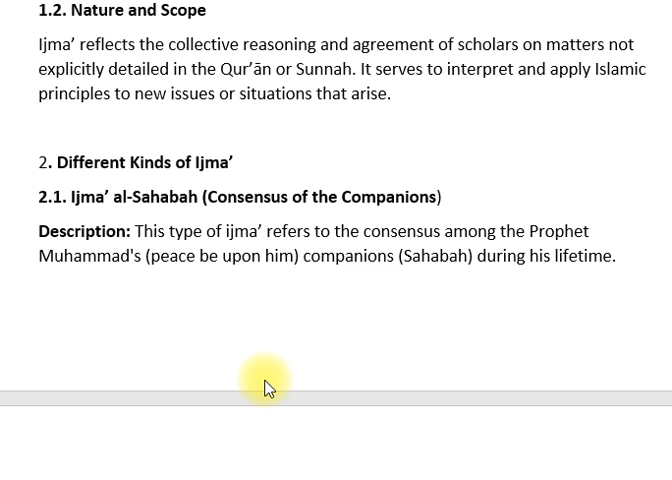 1.2. Nature and Scope
Ijma’ reflects the collective reasoning and agreement of scholars on matters not
explicitly detailed in the Qur’ān or Sunnah. It serves to interpret and apply Islamic
principles to new issues or situations that arise.
2. Different Kinds of Ijma’
2.1. Ijma’ al-Sahabah (Consensus of the Companions)
Description: This type of ijma’ refers to the consensus among the Prophet
Muhammad's (peace be upon him) companions (Sahabah) during his lifetime.